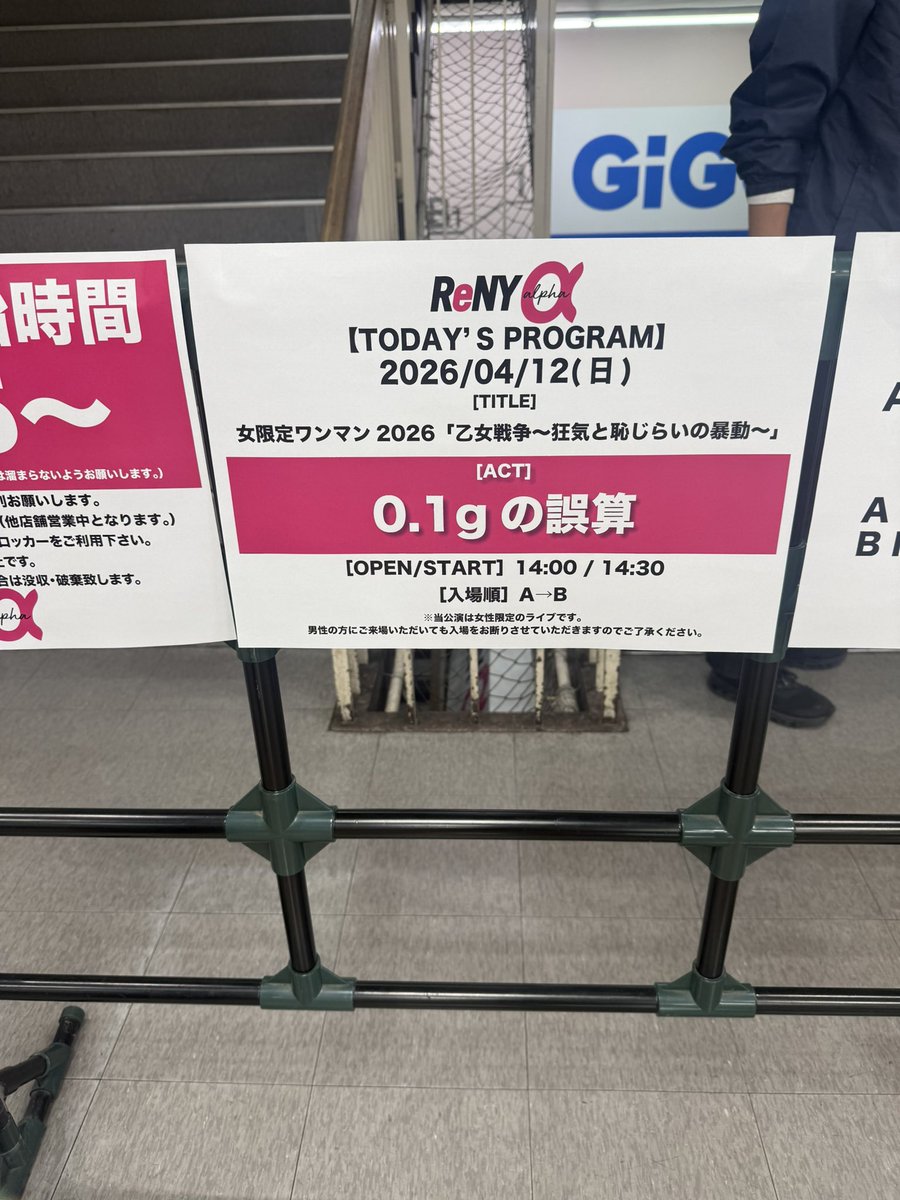 GiG
時間
~
は溜まらないようお願いします。)
お願いします。
(他店舗営業中となります。)
ロッカーをご利用下さい。
です。
合は没収・破棄致します。
alpha
ReNY alpha
【TODAY'S PROGRAM】
2026/04/12(日)
[TITLE]
女限定ワンマン 2026「乙女戦争〜狂気と恥じらいの暴動〜」
[ACT]
0.1gの誤算
[OPEN/START] 14:00 / 14:30
[入場順] A→B
※当公演は女性限定のライブです。
男性の方にご来場いただいても入場をお断りさせていただきますのでご了承ください。
A
A
B